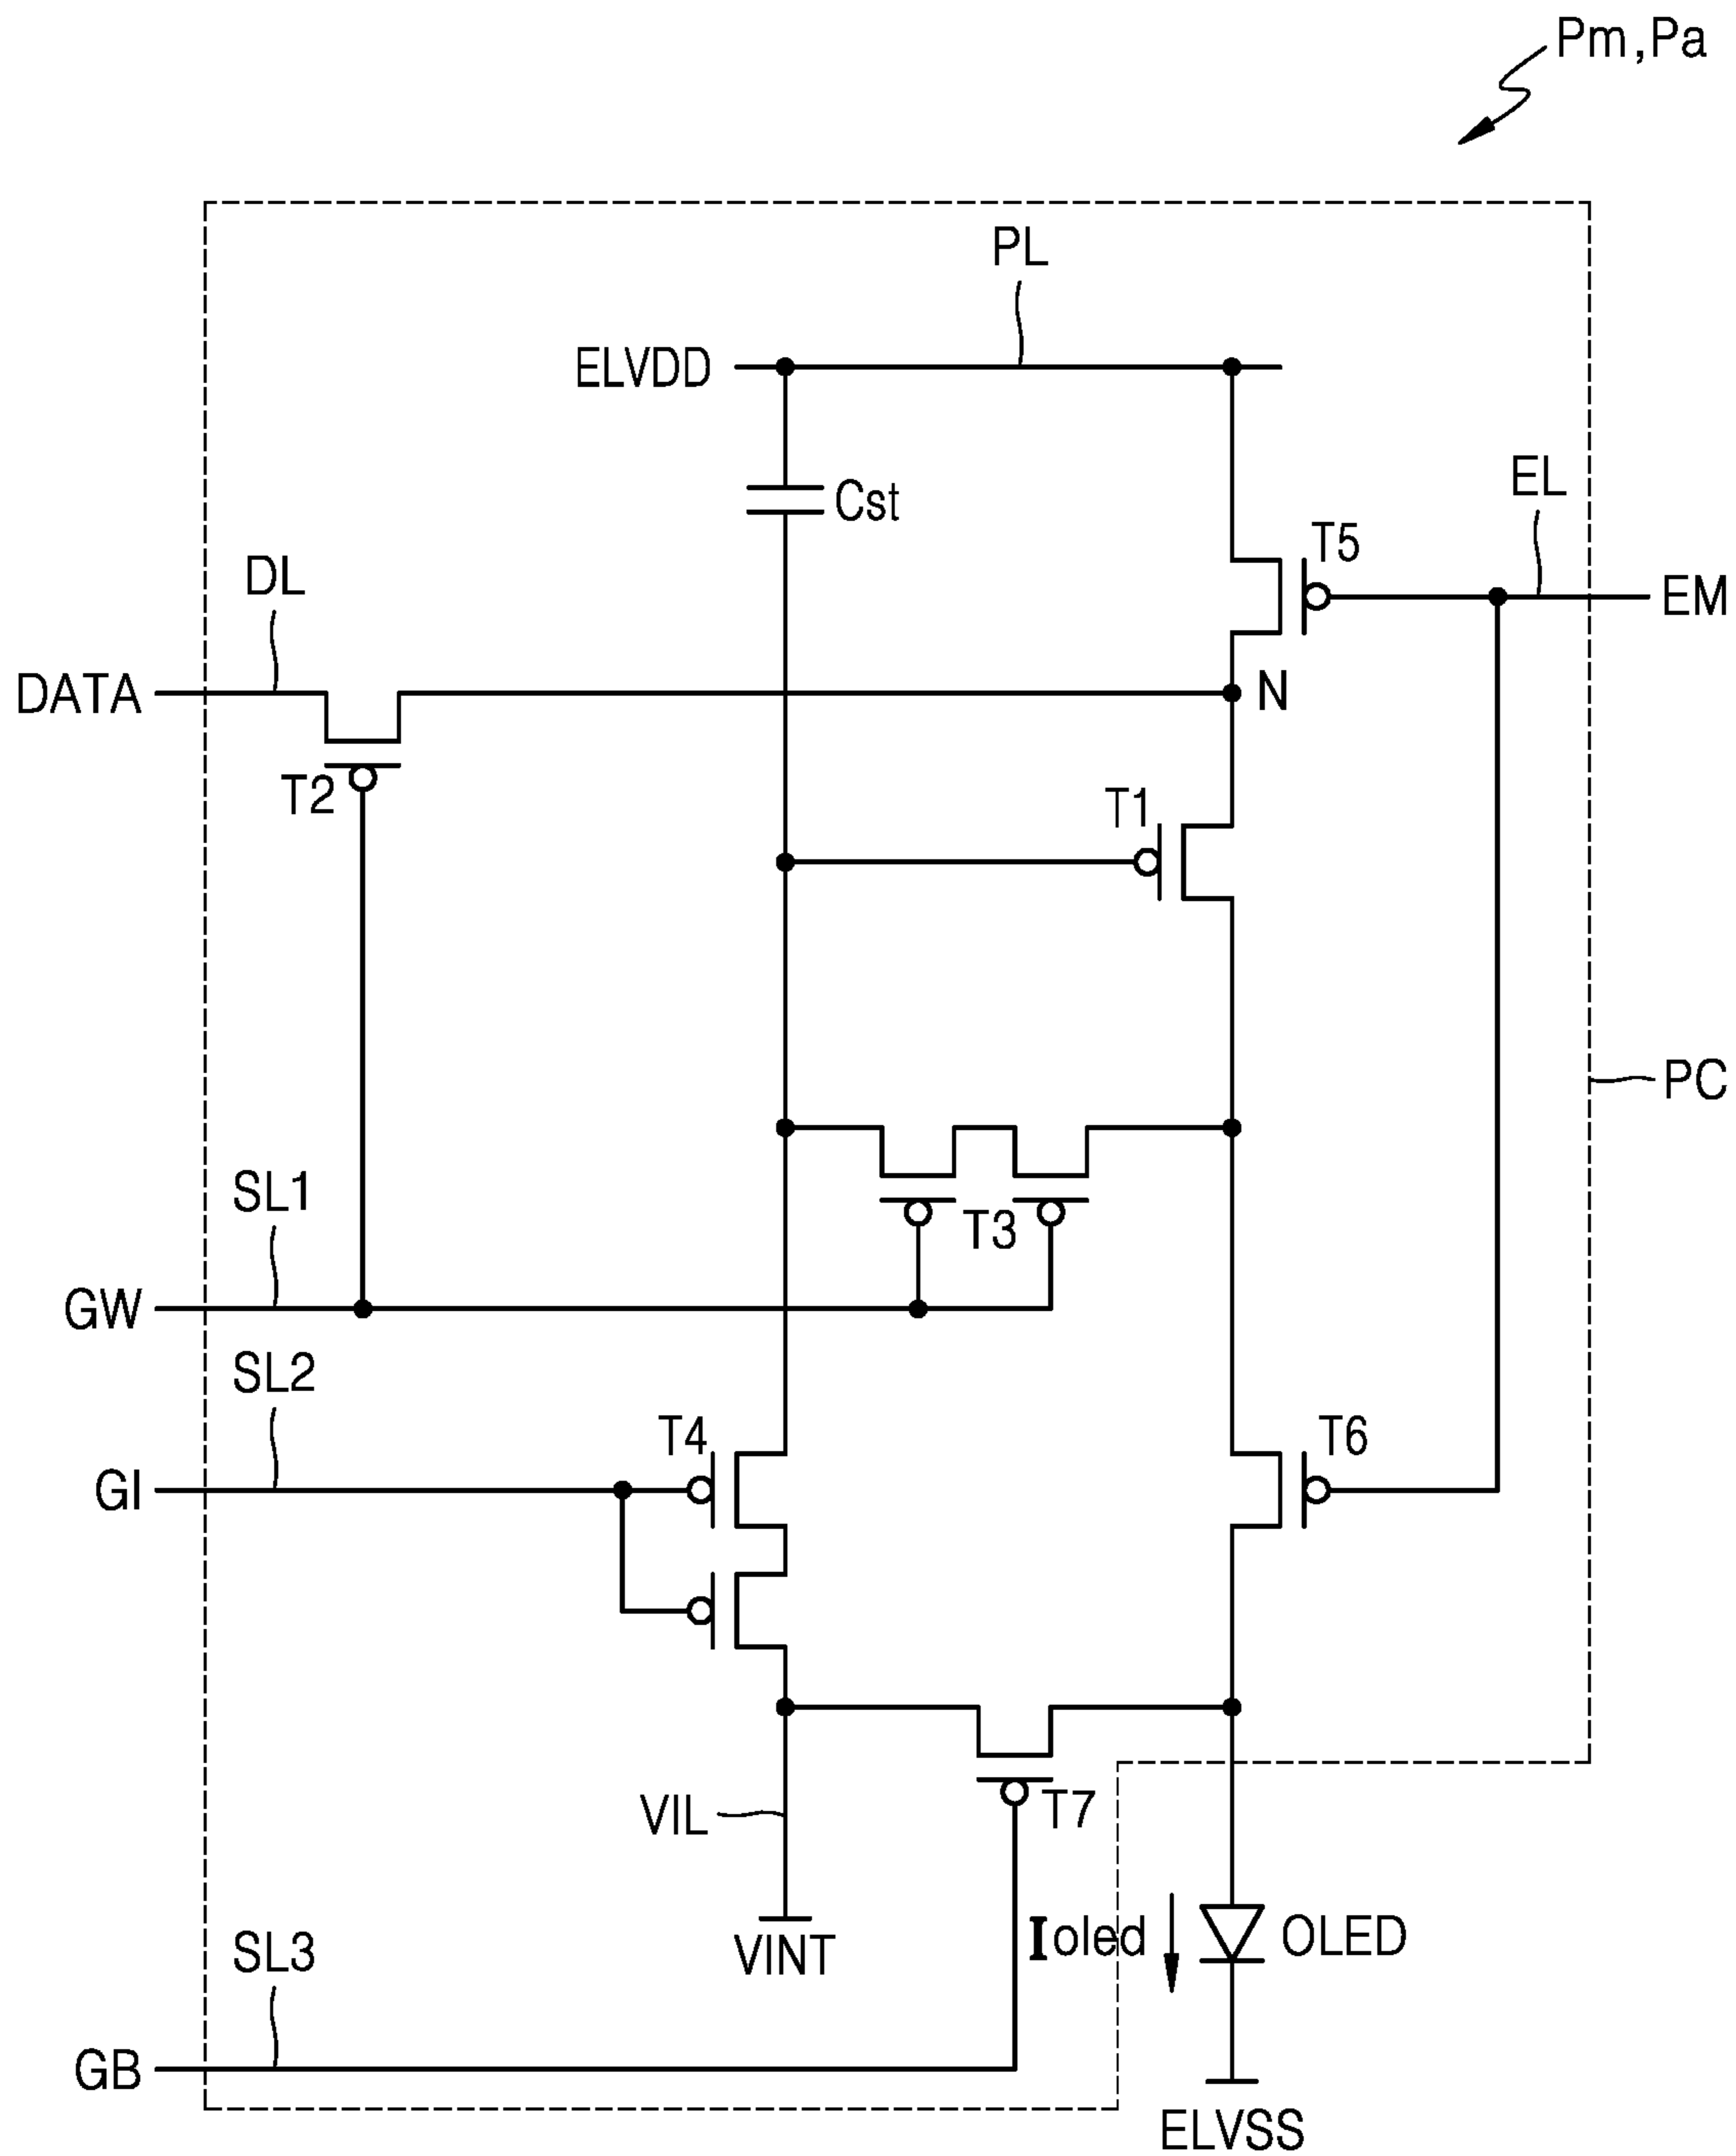 Pm,Pa
PL
ELVDD
Cst
EL
T5
DL
EM
DATA
N
T2
T1
PC
SL1
T3
GW
SL2
T4
T6
GI
VIL
T7
Ioled
OLED
VINT
SL3
GB
ELVSS